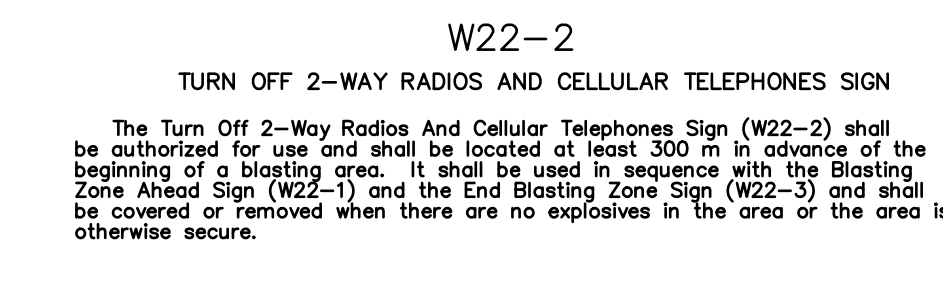 W22-2
TURN OFF 2-WAY RADIOS AND CELLULAR TELEPHONES SIGN
The Turn Off 2-Way Radios And Cellular Telephones Sign (W22-2) shall
be authorized for use and shall be located at least 300 m in advance of the
beginning of a blasting area. It shall be used in sequence with the Blasting
Zone Ahead Sign (W22-1) and the End Blasting Zone Sign (W22-3) and shall
be covered or removed when there are no explosives in the area or the area is
otherwise secure.